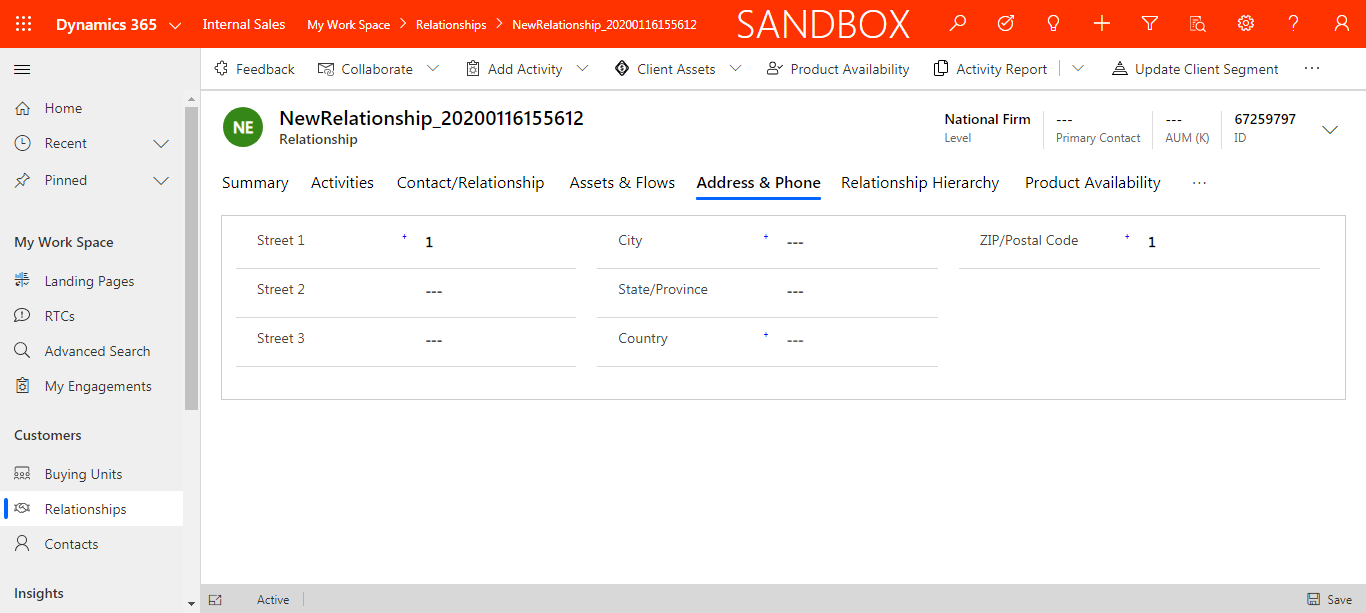 Dynamics 365 Internal Sales My Work Space Relationships NewRelationship_20200116155612 SANDBOX
Feedback Collaborate Add Activity Client Assets Product Availability Activity Report Update Client Segment ...
Home
Recent
Pinned
My Work Space
Landing Pages
RTCs
Advanced Search
My Engagements
Customers
Buying Units
Relationships
Contacts
Insights
NE
NewRelationship_20200116155612
Relationship
National Firm
Level
---
Primary Contact
---
AUM (K)
67259797
ID
Summary Activities Contact/Relationship Assets & Flows Address & Phone Relationship Hierarchy Product Availability ...
Street 1 + 1
Street 2 ---
Street 3 ---
City + ---
State/Province ---
Country + ---
ZIP/Postal Code + 1
Active Save